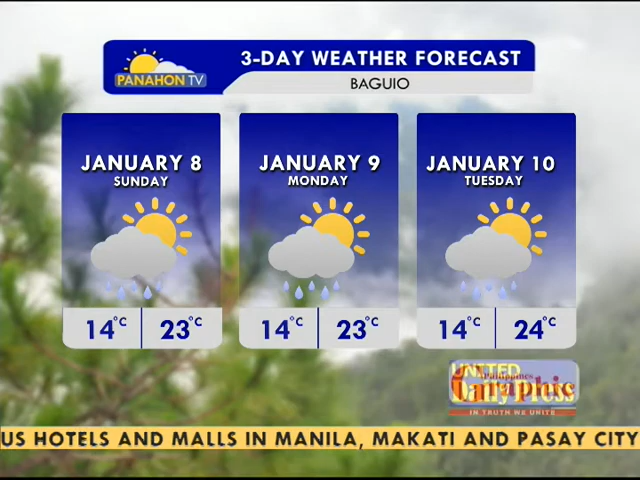 3-DAY WEATHER FORECAST
PANAHON TV
BAGUIO
JANUARY 8
SUNDAY
14°C
23°C
JANUARY 9
MONDAY
14°C
23°C
JANUARY 10
TUESDAY
14°C
24°C
UNITED
Philippines
Daily Press
IN TRUTH WE UNITE
US HOTELS AND MALLS IN MANILA, MAKATI AND PASAY CITY